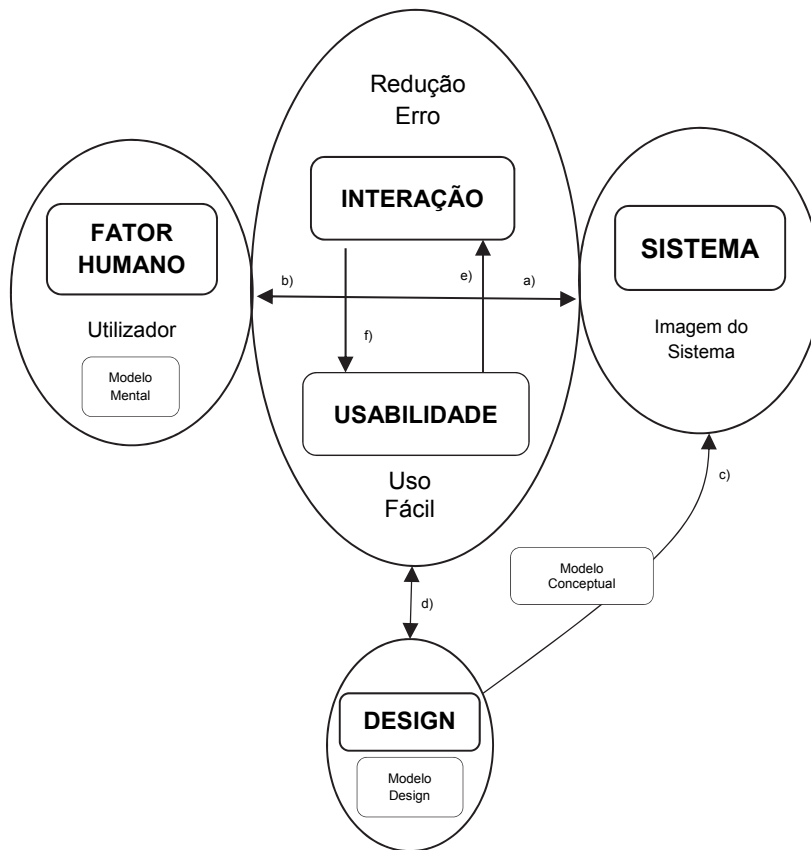 Redução
Erro
INTERAÇÃO
FATOR
HUMANO
SISTEMA
b)
e)
a)
Utilizador
Imagem do
Sistema
f)
Modelo
Mental
USABILIDADE
Uso
Fácil
c)
Modelo
Conceptual
d)
DESIGN
Modelo
Design